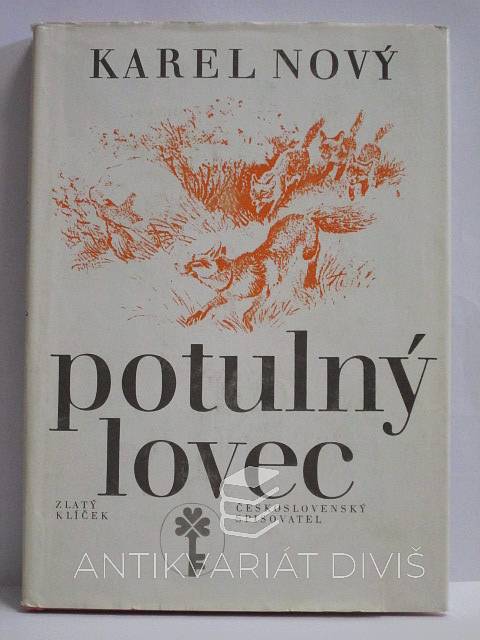 KAREL NOVÝ
potulný
lovec
ZLATÝ
KLÍČEK
ČESKOSLOVENSKÝ
SPISOVATEL
ANTIKVARIÁT DIVIŠ